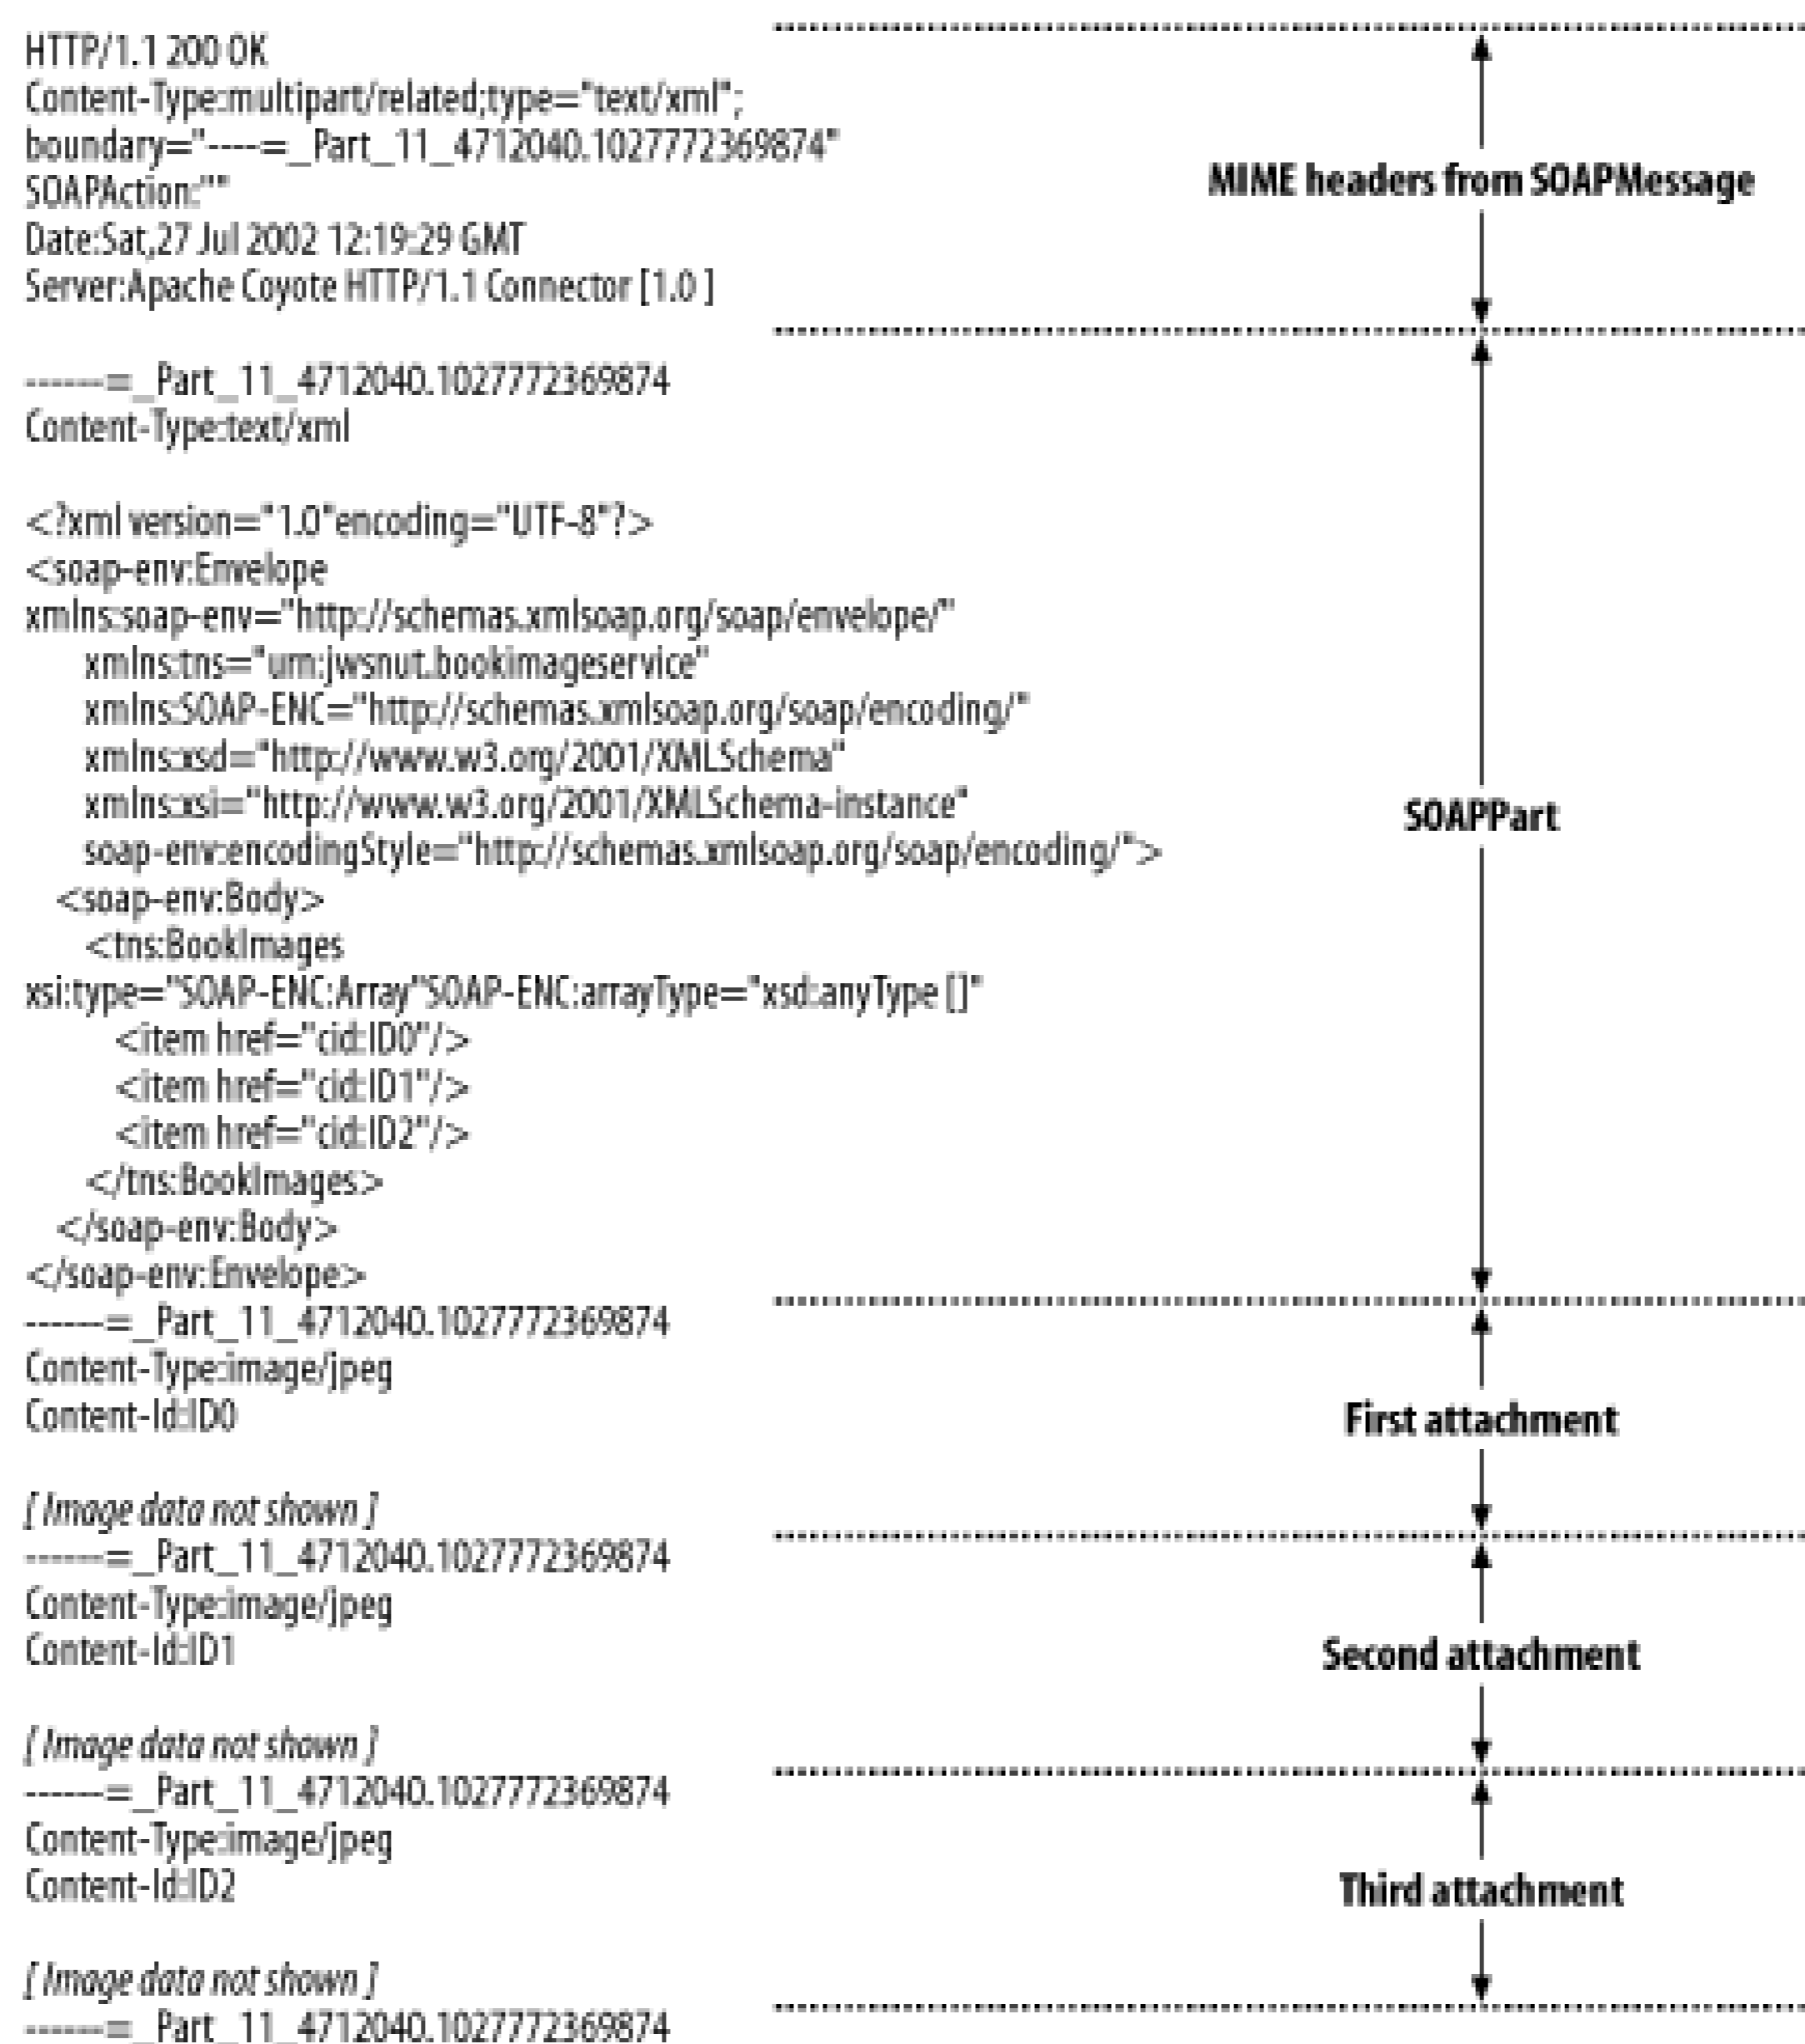 HTTP/1.1 200 OK
Content-Type:multipart/related;type="text/xml";
boundary="----=_Part_11_4712040.1027772369874"
SOAPAction:""
Date:Sat,27 Jul 2002 12:19:29 GMT
Server:Apache Coyote HTTP/1.1 Connector [1.0 ]
MIME headers from SOAPMessage
------=_Part_11_4712040.1027772369874
Content-Type:text/xml
<?xml version="1.0"encoding="UTF-8"?>
<soap-env:Envelope
xmlns:soap-env="http://schemas.xmlsoap.org/soap/envelope/"
xmlns:tns="urn:jwsnut.bookimageservice"
xmlns:SOAP-ENC="http://schemas.xmlsoap.org/soap/encoding/"
xmlns:xsd="http://www.w3.org/2001/XMLSchema"
xmlns:xsi="http://www.w3.org/2001/XMLSchema-instance"
soap-env:encodingStyle="http://schemas.xmlsoap.org/soap/encoding/">
<soap-env:Body>
<tns:BookImages
xsi:type="SOAP-ENC:Array"SOAP-ENC:arrayType="xsd:anyType []"
<item href="cid:ID0"/>
<item href="cid:ID1"/>
<item href="cid:ID2"/>
</tns:BookImages>
</soap-env:Body>
</soap-env:Envelope>
SOAPPart
------=_Part_11_4712040.1027772369874
Content-Type:image/jpeg
Content-Id:ID0
[ Image data not shown ]
First attachment
------=_Part_11_4712040.1027772369874
Content-Type:image/jpeg
Content-Id:ID1
[ Image data not shown ]
Second attachment
------=_Part_11_4712040.1027772369874
Content-Type:image/jpeg
Content-Id:ID2
[ Image data not shown ]
Third attachment
------=_Part_11_4712040.1027772369874